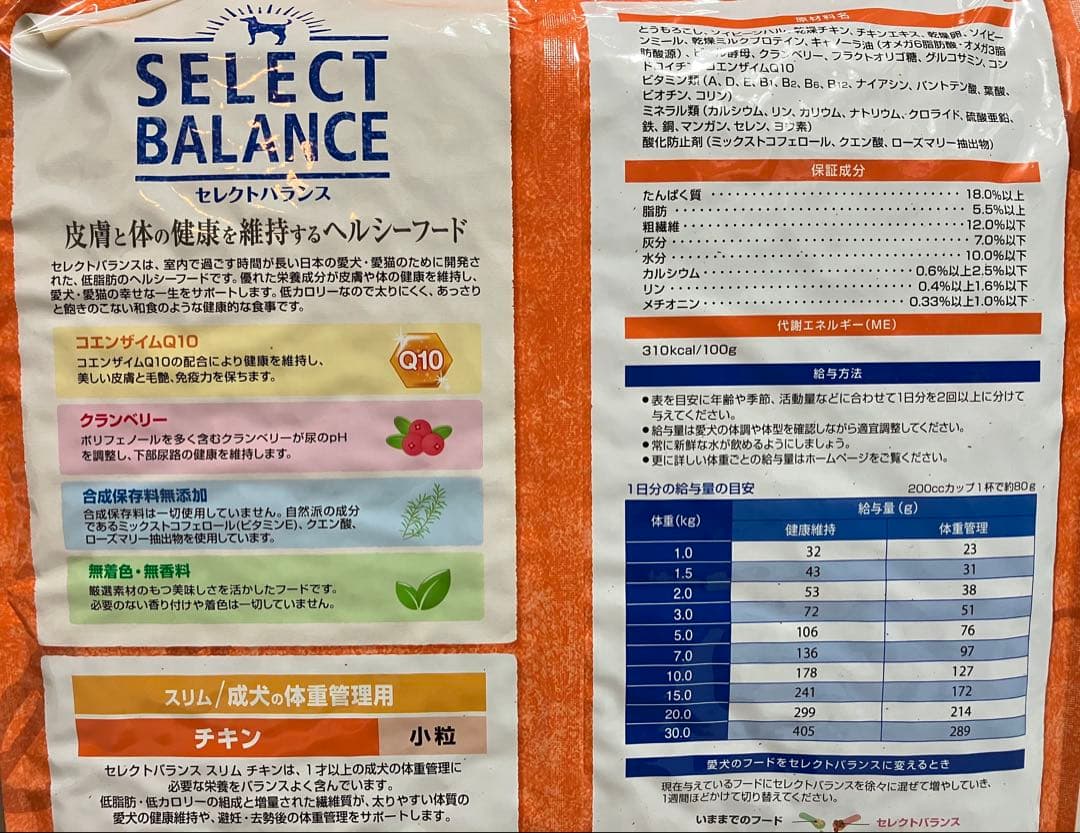 SELECT
BALANCE
セレクトバランス
皮膚と体の健康を維持するヘルシーフード
セレクトバランスは、室内で過ごす時間が長い日本の愛犬・愛猫のために開発さ
れた、低脂肪のヘルシーフードです。優れた栄養成分が皮膚や体の健康を維持し、
愛犬・愛猫の幸せな一生をサポートします。低カロリーなので太りにくく、あっさり
と飽きのこない和食のような健康的な食事です。
コエンザイムQ10
コエンザイムQ10の配合により健康を維持し、
美しい皮膚と毛艶、免疫力を保ちます。
Q10
クランベリー
ポリフェノールを多く含むクランベリーが尿のpH
を調整し、下部尿路の健康を維持します。
合成保存料無添加
合成保存料は一切使用していません。自然派の成分
であるミックストコフェロール(ビタミンE)、クエン酸、
ローズマリー抽出物を使用しています。
無着色・無香料
厳選素材のもつ美味しさを活かしたフードです。
必要のない香り付けや着色は一切していません。
スリム/成犬の体重管理用
チキン 小粒
セレクトバランス スリム チキンは、1才以上の成犬の体重管理に
必要な栄養をバランスよく含んでいます。
低脂肪・低カロリーの組成と増量された繊維質が、太りやすい体質の
愛犬の健康維持や、避妊・去勢後の体重管理をサポートします。
原材料名
とうもろこし、乾燥チキン、チキンエキス、乾燥卵、ソイビー
ンミール、乾燥ミルクプロテイン、キャノーラ油(オメガ6脂肪酸・オメガ3脂
肪酸源)、ビール酵母、クランベリー、フラクトオリゴ糖、グルコサミン、コン
ドロイチン、コエンザイムQ10
ビタミン類(A、D、E、B1、B2、B6、B12、ナイアシン、パントテン酸、葉酸、
ビオチン、コリン)
ミネラル類(カルシウム、リン、カリウム、ナトリウム、クロライド、硫酸亜鉛、
鉄、銅、マンガン、セレン、ヨウ素)
酸化防止剤(ミックストコフェロール、クエン酸、ローズマリー抽出物)
保証成分
たんぱく質 18.0%以上
脂肪 5.5%以上
粗繊維 12.0%以下
灰分 7.0%以下
水分 10.0%以下
カルシウム 0.6%以上2.5%以下
リン 0.4%以上1.6%以下
メチオニン 0.33%以上1.0%以下
代謝エネルギー(ME)
310kcal/100g
給与方法
●表を目安に年齢や季節、活動量などに合わせて1日分を2回以上に分けて
与えてください。
●給与量は愛犬の体調や体型を確認しながら適宜調整してください。
●常に新鮮な水が飲めるようにしましょう。
●更に詳しい体重ごとの給与量はホームページをご覧ください。
1日分の給与量の目安 200ccカップ1杯で約80g
体重(kg) 給与量(g)
健康維持 体重管理
1.0 32 23
1.5 43 31
2.0 53 38
3.0 72 51
5.0 106 76
7.0 136 97
10.0 178 127
15.0 241 172
20.0 299 214
30.0 405 289
愛犬のフードをセレクトバランスに変えるとき
現在与えているフードにセレクトバランスを徐々に混ぜて増やしていき、
1週間ほどかけて切り替えてください。
いままでのフード セレクトバランス